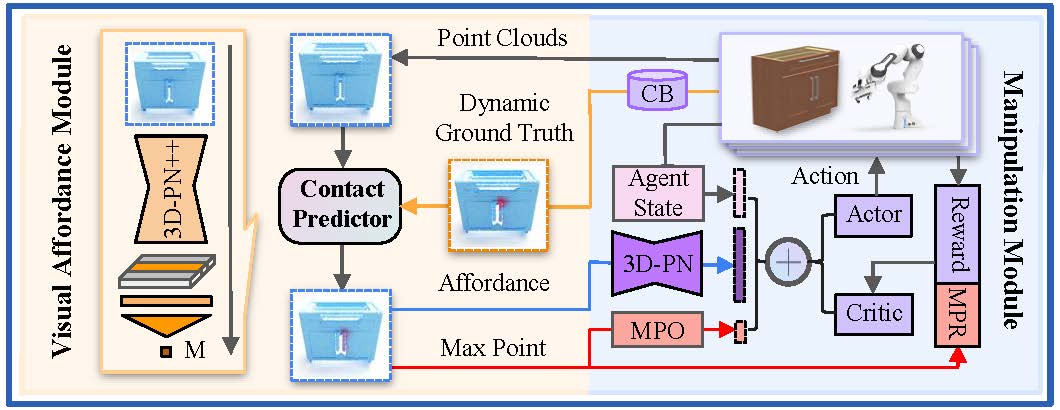 Visual Affordance Module
3D-PN++
M
Point Clouds
Dynamic
Ground Truth
Contact
Predictor
Affordance
Max Point
CB
Agent
State
3D-PN
MPO
Action
Actor
Critic
Reward
MPR
Manipulation Module